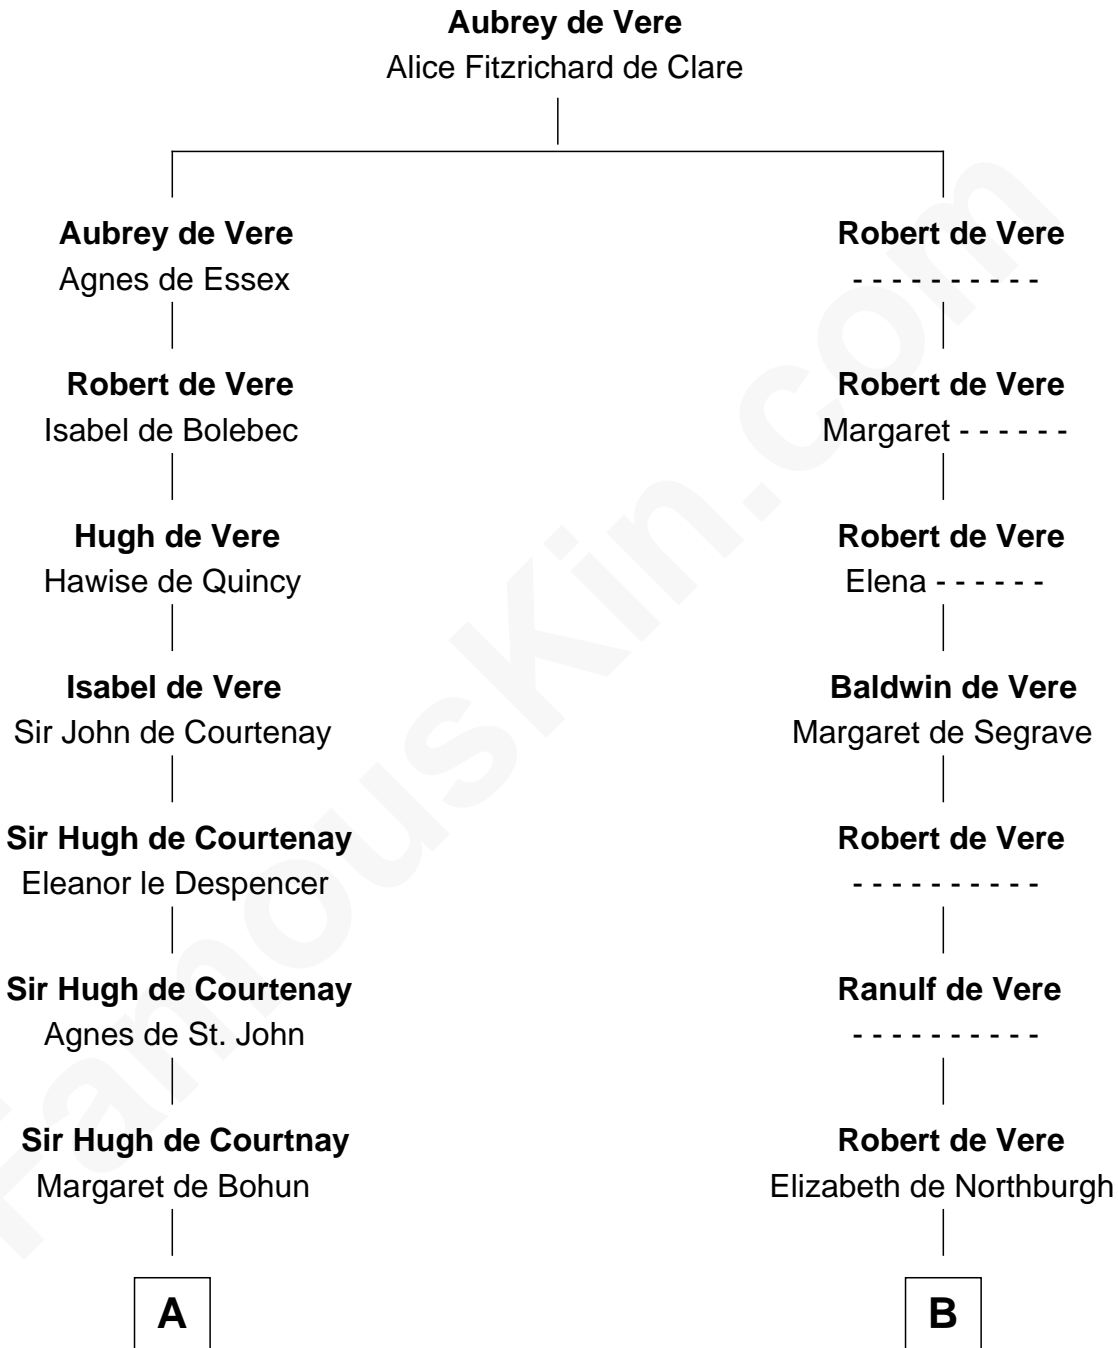 Aubrey de Vere
Alice Fitzrichard de Clare
Aubrey de Vere
Agnes de Essex
Robert de Vere
- - - - - - - - - -
Robert de Vere
Isabel de Bolebec
Robert de Vere
Margaret - - - - - -
Hugh de Vere
Hawise de Quincy
Robert de Vere
Elena - - - - - -
Isabel de Vere
Sir John de Courtenay
Baldwin de Vere
Margaret de Segrave
Sir Hugh de Courtenay
Eleanor le Despencer
Robert de Vere
- - - - - - - - - -
Sir Hugh de Courtenay
Agnes de St. John
Ranulf de Vere
- - - - - - - - - -
Sir Hugh de Courtnay
Margaret de Bohun
Robert de Vere
Elizabeth de Northburgh
A
B
FamousKin.com